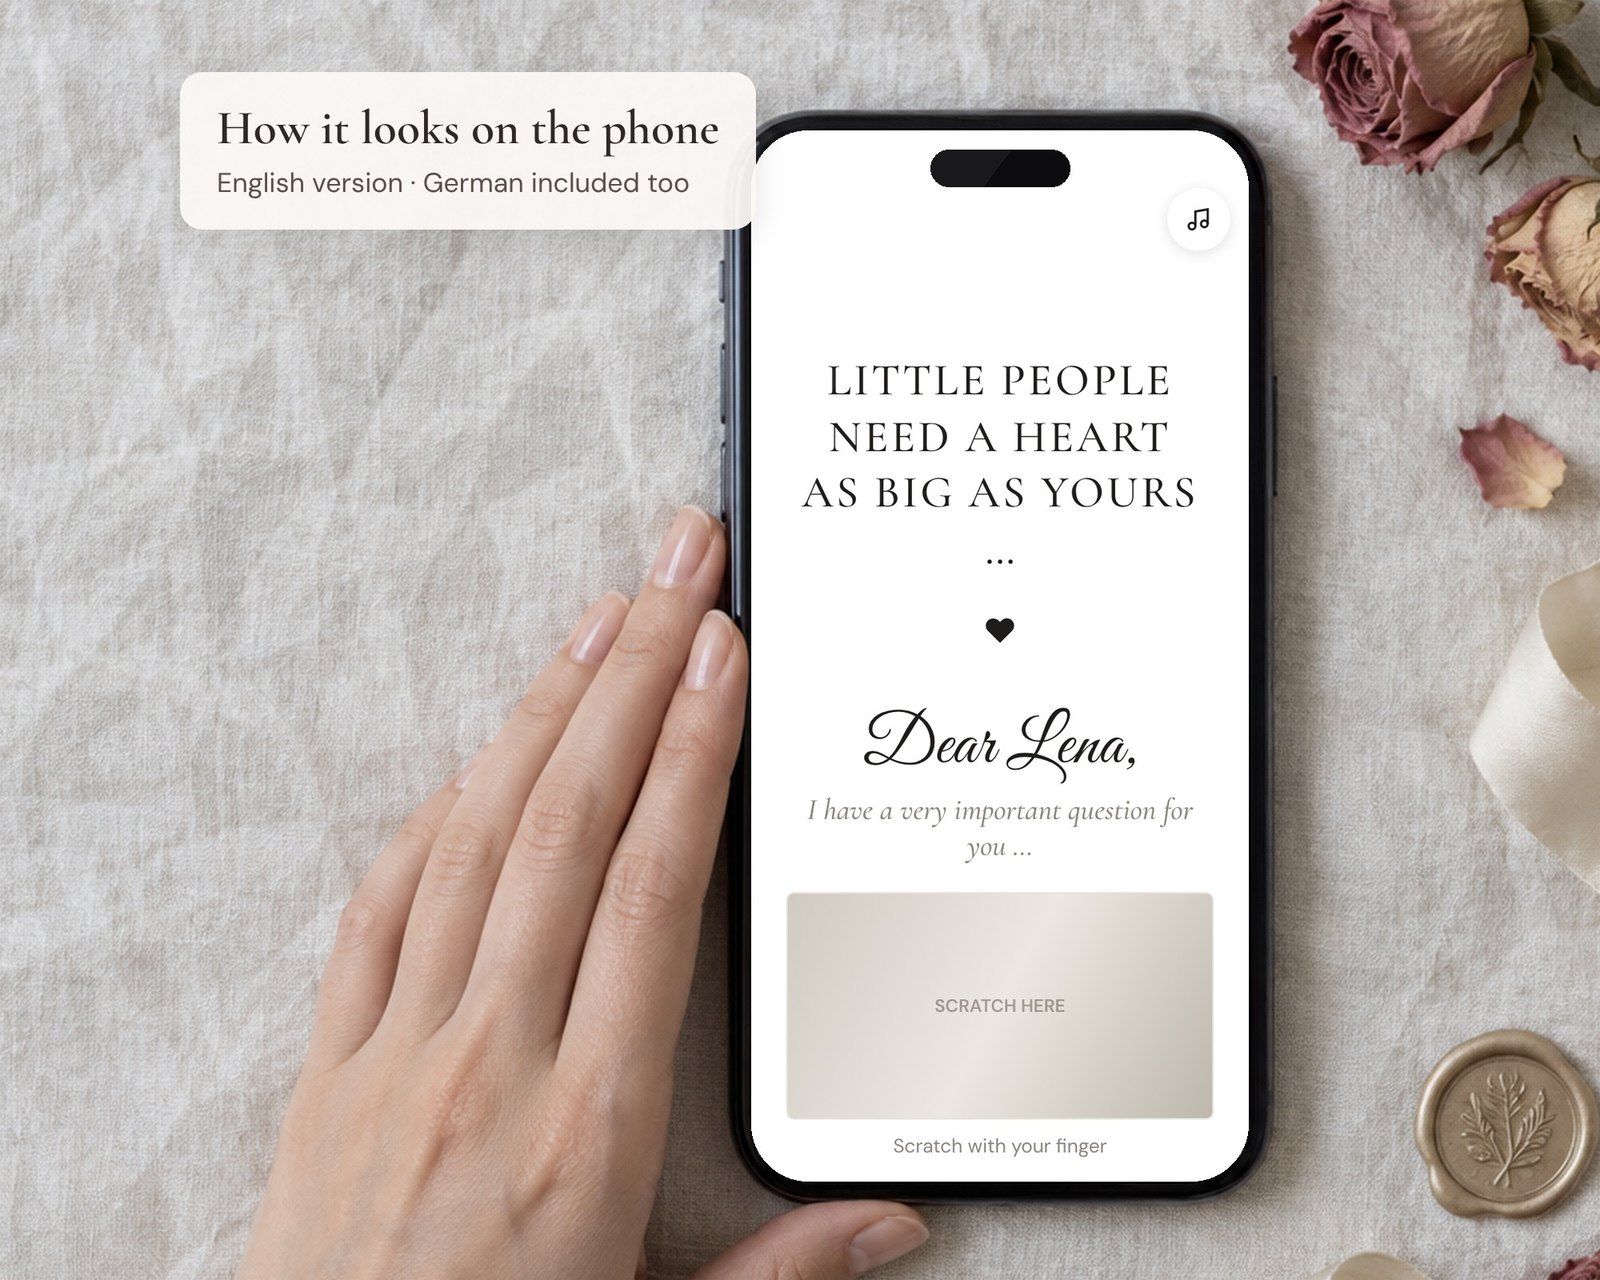 How it looks on the phone
English version · German included too
LITTLE PEOPLE
NEED A HEART
AS BIG AS YOURS
...
Dear Lena,
I have a very important question for
you ...
SCRATCH HERE
Scratch with your finger